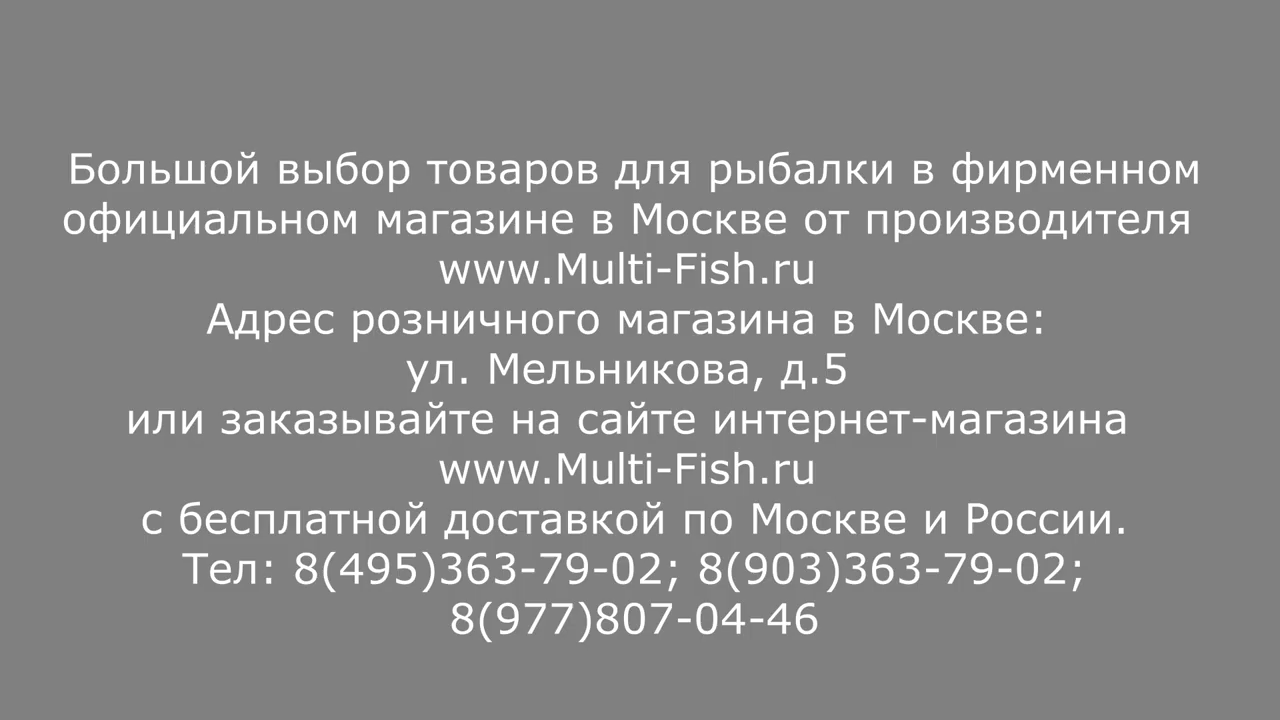 Большой выбор товаров для рыбалки в фирменном
официальном магазине в Москве от производителя
www.Multi-Fish.ru
Адрес розничного магазина в Москве:
ул. Мельникова, д.5
или заказывайте на сайте интернет-магазина
www.Multi-Fish.ru
с бесплатной доставкой по Москве и России.
Тел: 8(495)363-79-02; 8(903)363-79-02;
8(977)807-04-46